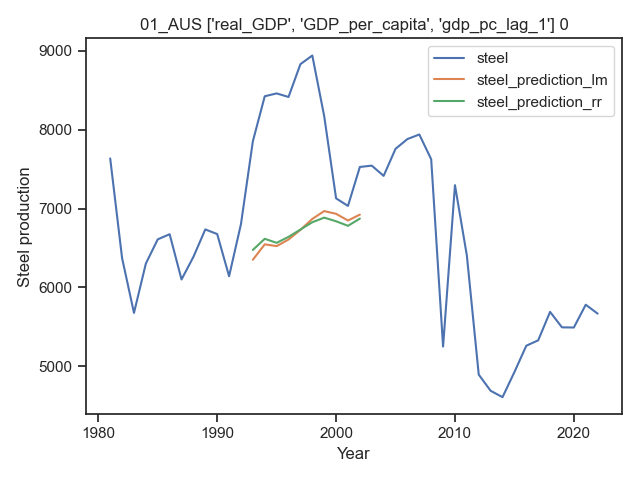 01_AUS ['real_GDP', 'GDP_per_capita', 'gdp_pc_lag_1'] 0
steel
steel_prediction_lm
steel_prediction_rr
Steel production
9000
8000
7000
6000
5000
1980
1990
2000
2010
2020
Year